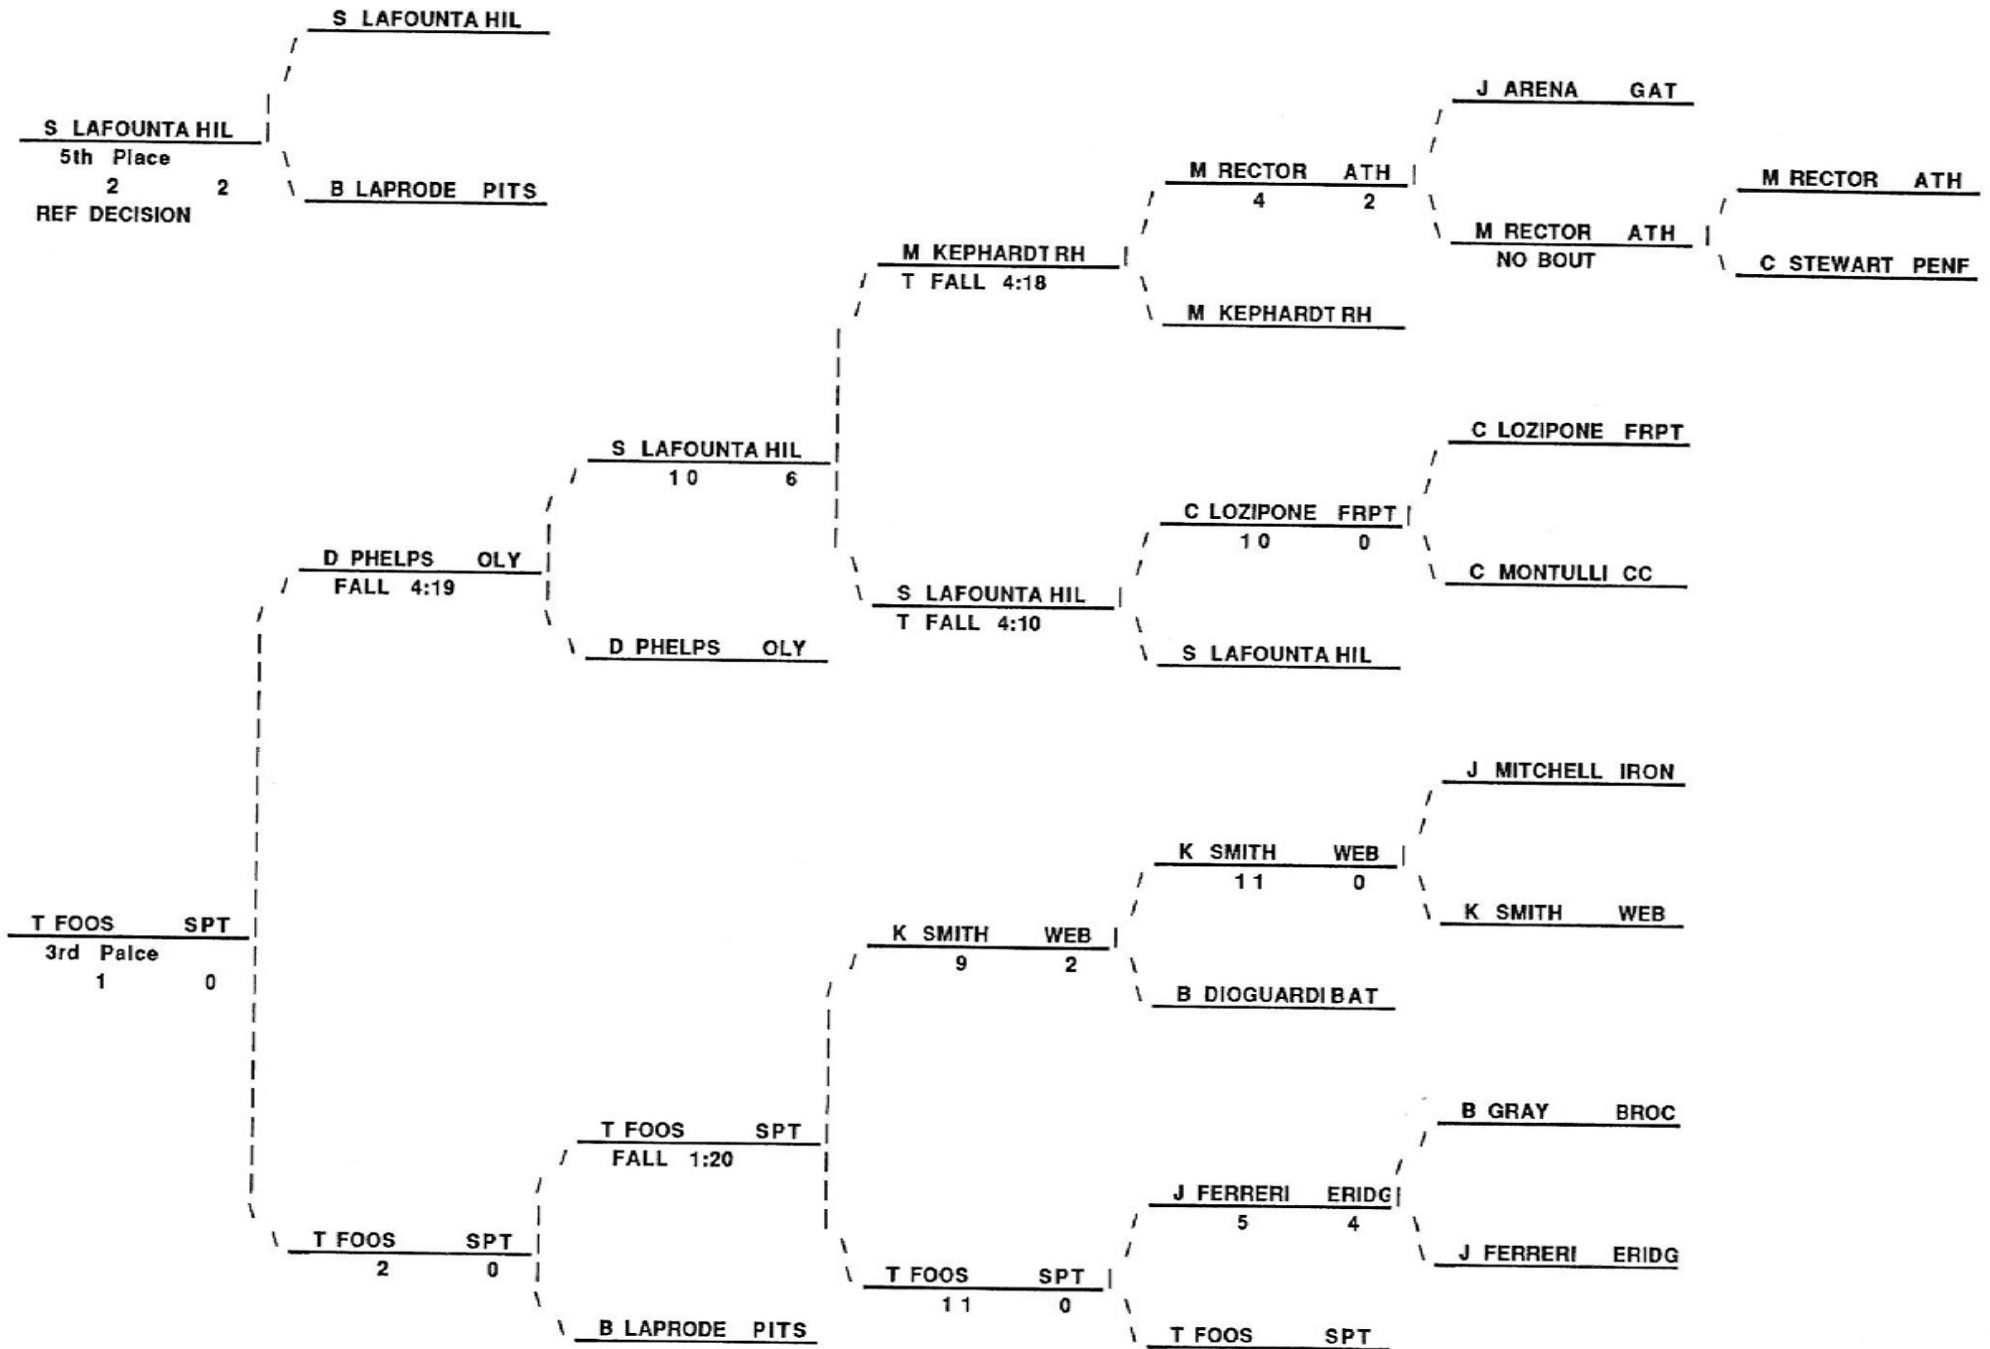 S LAFOUNTA HIL
J ARENA GAT
S LAFOUNTA HIL
5th Place
2 2
REF DECISION
B LAPRODE PITS
M RECTOR ATH
4 2
M RECTOR ATH
M RECTOR ATH
NO BOUT
C STEWART PENF
M KEPHARDT RH
T FALL 4:18
M KEPHARDT RH
S LAFOUNTA HIL
10 6
C LOZIPONE FRPT
C LOZIPONE FRPT
10 0
D PHELPS OLY
FALL 4:19
C MONTULLI CC
S LAFOUNTA HIL
T FALL 4:10
D PHELPS OLY
S LAFOUNTA HIL
J MITCHELL IRON
K SMITH WEB
11 0
K SMITH WEB
T FOOS SPT
3rd Palce
1 0
K SMITH WEB
9 2
B DIOGUARDI BAT
B GRAY BROC
T FOOS SPT
FALL 1:20
J FERRERI ERIDG
5 4
T FOOS SPT
2 0
J FERRERI ERIDG
T FOOS SPT
11 0
B LAPRODE PITS
T FOOS SPT